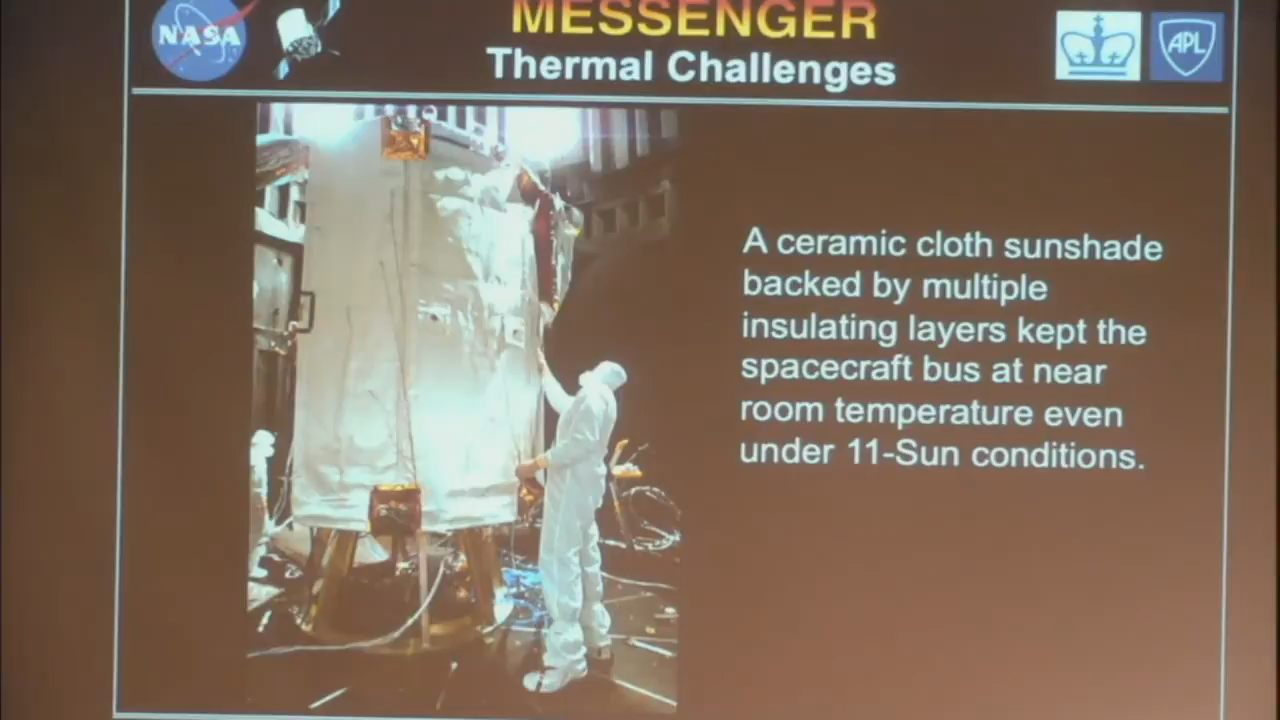 NASA
MESSENGER
Thermal Challenges
APL
A ceramic cloth sunshade
backed by multiple
insulating layers kept the
spacecraft bus at near
room temperature even
under 11-Sun conditions.